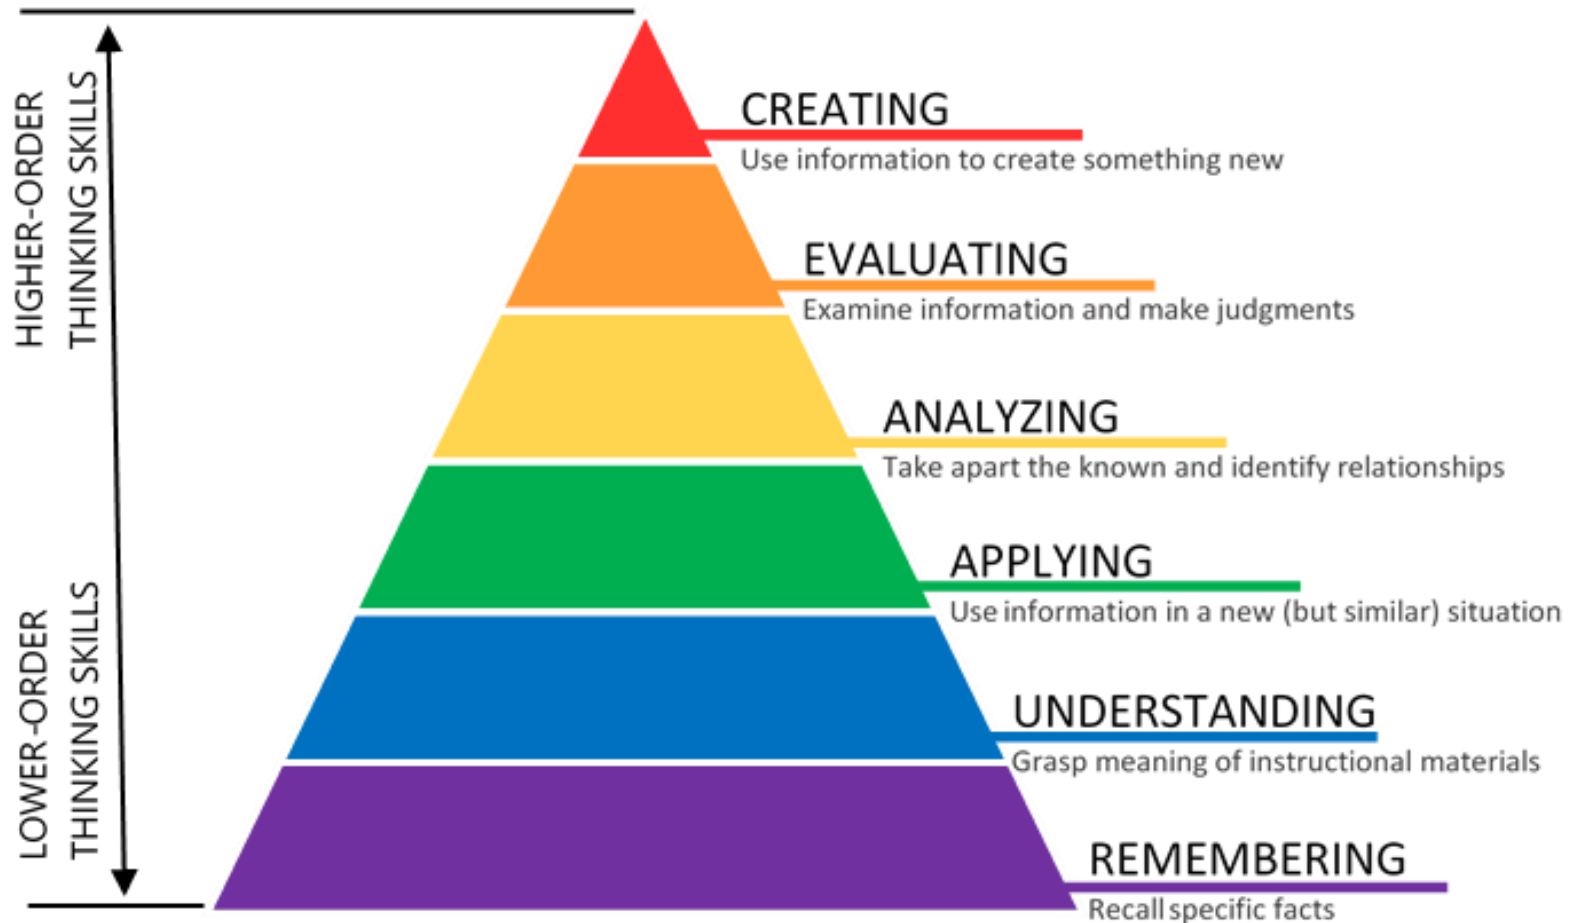 HIGHER-ORDER
THINKING SKILLS
LOWER-ORDER
THINKING SKILLS
CREATING
Use information to create something new
EVALUATING
Examine information and make judgments
ANALYZING
Take apart the known and identify relationships
APPLYING
Use information in a new (but similar) situation
UNDERSTANDING
Grasp meaning of instructional materials
REMEMBERING
Recall specific facts